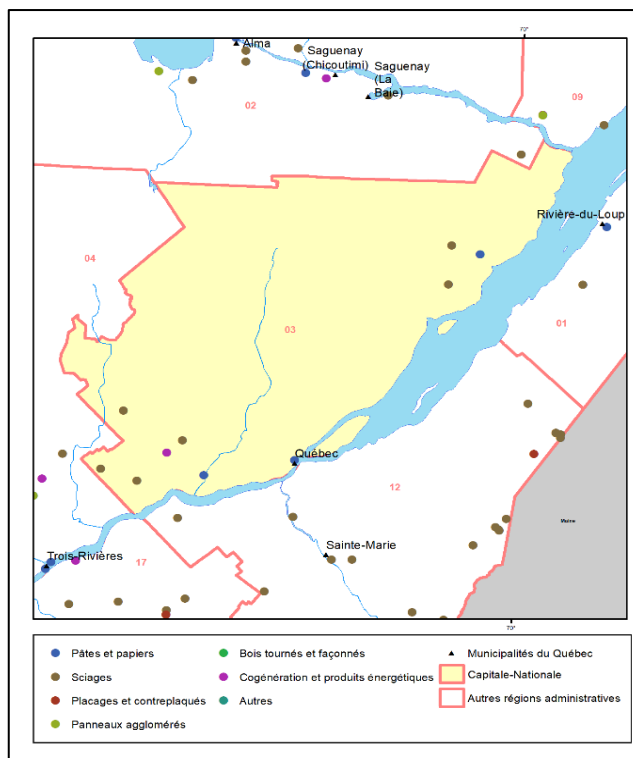 70°
Alma
Saguenay
(Chicoutimi)
Saguenay
(La
Baie)
02
09
Rivière-du-Loup
04
01
03
Québec
12
Maine
Sainte-Marie
Trois-Rivières
17
70°
Pâtes et papiers
Bois tournés et façonnés
Municipalités du Québec
Sciages
Cogénération et produits énergétiques
Capitale-Nationale
Placages et contreplaqués
Autres
Autres régions administratives
Panneaux agglomérés